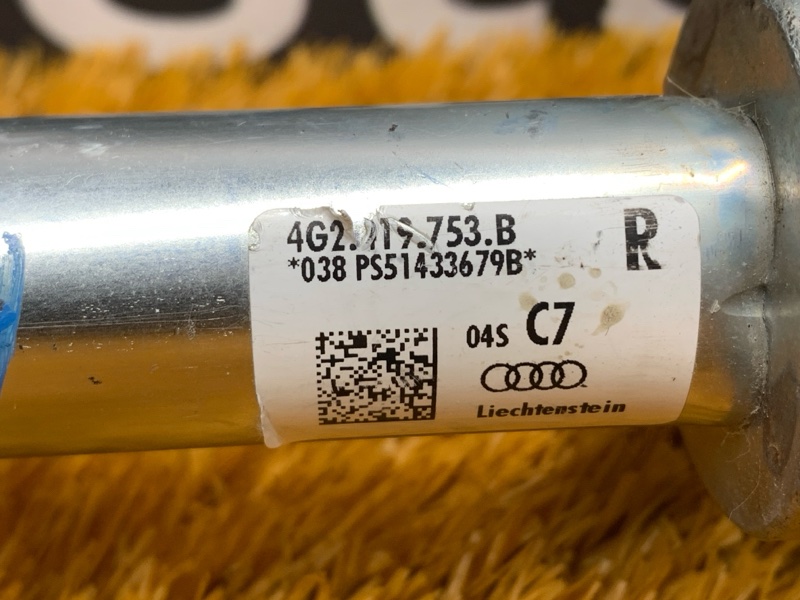 4G2.419.753.B
R
*038 PS51433679B*
04S C7
Liechtenstein